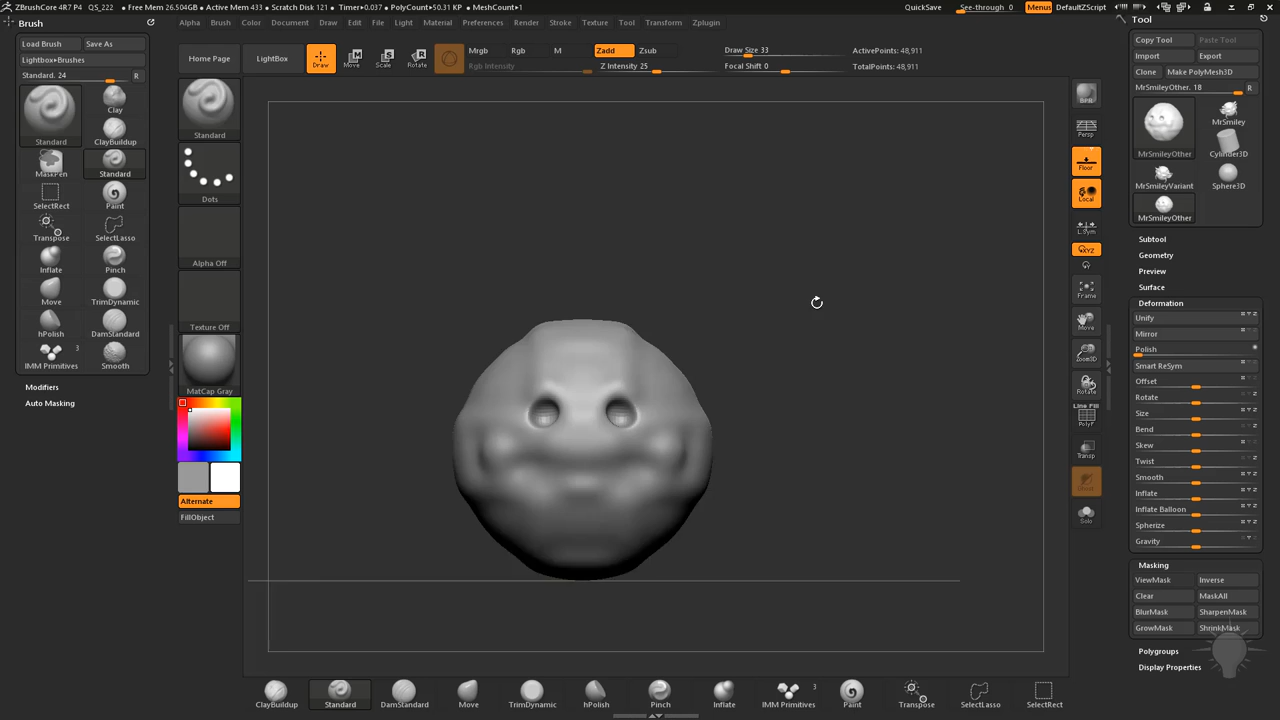 ZBrushCore 4R7 P4 QS_222 • Free Mem 26.504GB • Active Mem 433 • Scratch Disk 121 • Timer▸0.037 • PolyCount▸50.31 KP • MeshCount▸1 QuickSave See-through 0 Menus DefaultZScript
Brush
Alpha Brush Color Document Draw Edit File Light Material Preferences Render Stroke Texture Tool Transform Zplugin
Tool
Load Brush Save As
Lightbox▸Brushes
Standard. 24 R
Standard
Clay
ClayBuildup
MaskPen
Standard
SelectRect
Paint
Transpose
SelectLasso
Inflate
Pinch
Move
TrimDynamic
hPolish
DamStandard
3
IMM Primitives
Smooth
Modifiers
Auto Masking
Home Page LightBox Draw Move Scale Rotate
Mrgb Rgb M Zadd Zsub
Rgb Intensity Z Intensity 25
Draw Size 33
Focal Shift 0
ActivePoints: 48,911
TotalPoints: 48,911
Standard
Dots
Alpha Off
Texture Off
MatCap Gray
Alternate
FillObject
BPR
Persp
Floor
Local
L.Sym
XYZ
Frame
Move
Zoom3D
Rotate
Line Fill
PolyF
Transp
Solo
Copy Tool Paste Tool
Import Export
Clone Make PolyMesh3D
MrSmileyOther. 18 R
MrSmileyOther
MrSmiley
Cylinder3D
MrSmileyVariant
Sphere3D
MrSmileyOther
Subtool
Geometry
Preview
Surface
Deformation
Unify
Mirror
Polish
Smart ReSym
Offset
Rotate
Size
Bend
Skew
Twist
Smooth
Inflate
Inflate Balloon
Spherize
Gravity
Masking
ViewMask Inverse
Clear MaskAll
BlurMask SharpenMask
GrowMask ShrinkMask
Polygroups
Display Properties
ClayBuildup Standard DamStandard Move TrimDynamic hPolish Pinch Inflate IMM Primitives 3 Paint Transpose SelectLasso SelectRect